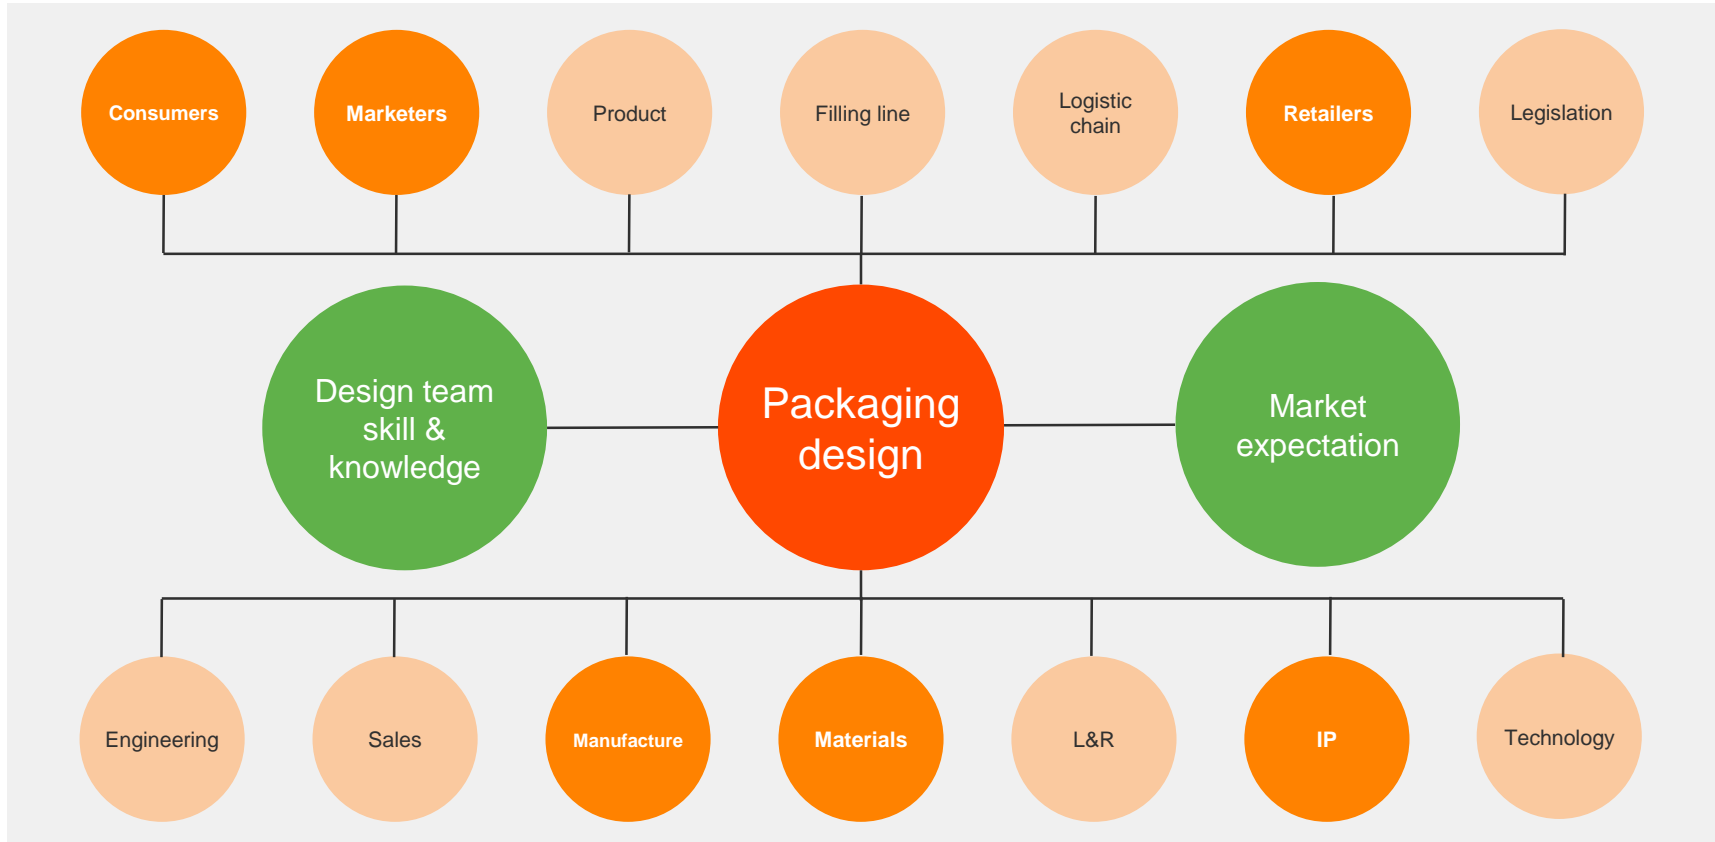 Consumers
Marketers
Product
Filling line
Logistic
chain
Retailers
Legislation
Design team
skill &
knowledge
Packaging
design
Market
expectation
Engineering
Sales
Manufacture
Materials
L&R
IP
Technology